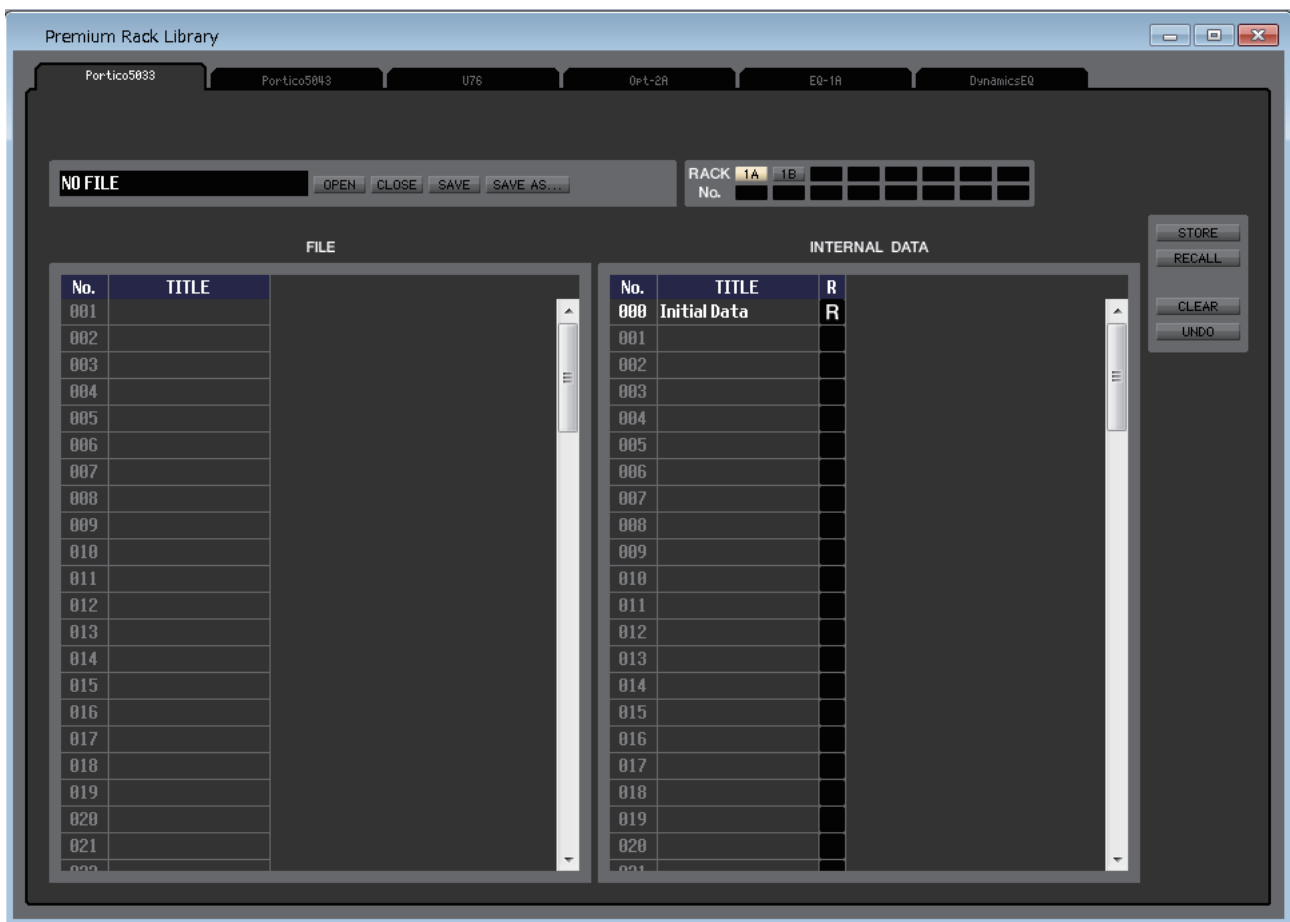 Premium Rack Library
Portico5033 Portico5043 U76 Opt-2A EQ-1A DynamicsEQ
NO FILE OPEN CLOSE SAVE SAVE AS... RACK No. 1A 1B
FILE INTERNAL DATA
STORE
RECALL
CLEAR
UNDO
No. TITLE No. TITLE R
001 000 Initial Data R
002 001
003 002
004 003
005 004
006 005
007 006
008 007
009 008
010 009
011 010
012 011
013 012
014 013
015 014
016 015
017 016
018 017
019 018
020 019
021 020
022 021